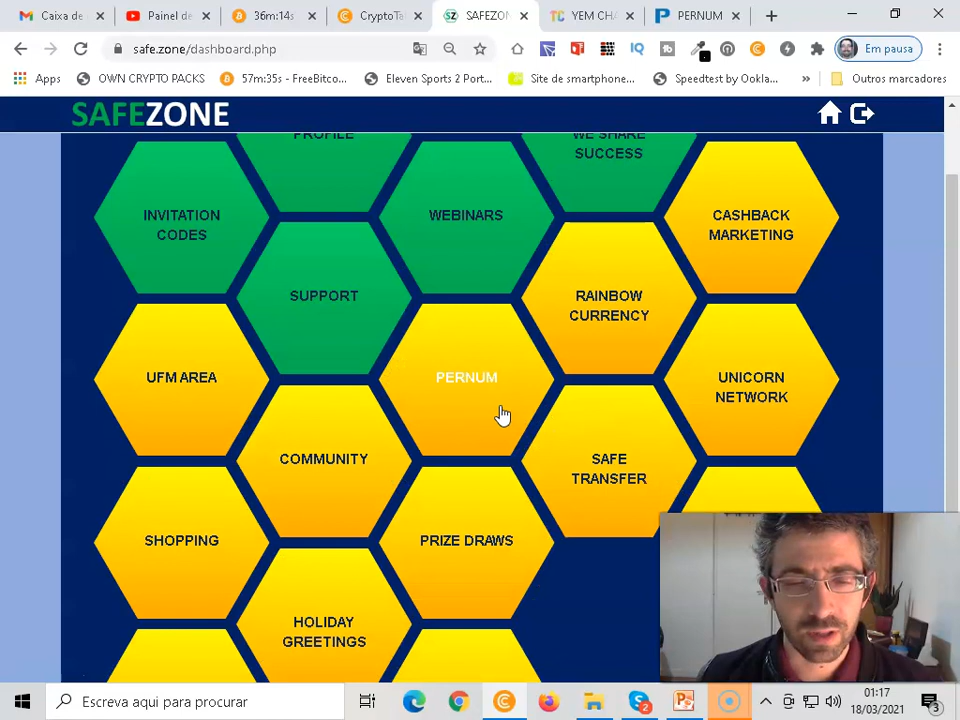 Caixa de
Painel de
36m:14s
CryptoTa
SAFEZON
YEM CHA
PERNUM
safe.zone/dashboard.php
Em pausa
Apps
OWN CRYPTO PACKS
57m:35s - FreeBitco...
Eleven Sports 2 Port...
Site de smartphone...
Speedtest by Ookla...
»
Outros marcadores
SAFEZONE
PROFILE
WE SHARE
SUCCESS
INVITATION
CODES
WEBINARS
CASHBACK
MARKETING
SUPPORT
RAINBOW
CURRENCY
UFM AREA
PERNUM
UNICORN
NETWORK
COMMUNITY
SAFE
TRANSFER
SHOPPING
PRIZE DRAWS
HOLIDAY
GREETINGS
Escreva aqui para procurar
01:17
18/03/2021